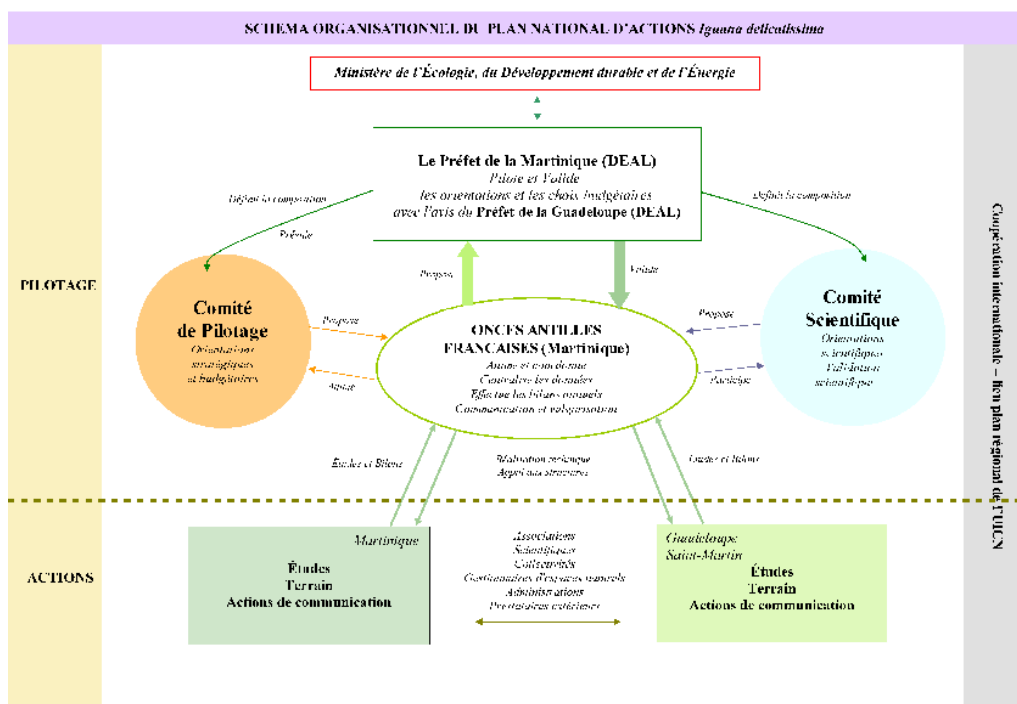 SCHEMA ORGANISATIONNEL DU PLAN NATIONAL D'ACTIONS Iguana delicatissima
Ministère de l'Écologie, du Développement durable et de l'Énergie
Le Préfet de la Martinique (DEAL)
Pilote et Valide
les orientations et les choix budgétaires
avec l'avis du Préfet de la Guadeloupe (DEAL)
Définit la composition
Préside
Définit la composition
Propose
Valide
PILOTAGE
Comité
de Pilotage
Orientations
stratégiques
et budgétaires
Propose
Anime
ONCFS ANTILLES
FRANCAISES (Martinique)
Anime et coordonne
Centralise les données
Effectue les bilans annuels
Communication et valorisation
Propose
Participe
Comité
Scientifique
Orientations
scientifiques
Validation
scientifique
Études et Bilans
Réalisation technique
Appel aux structures
Études et Bilans
ACTIONS
Martinique
Études
Terrain
Actions de communication
Associations
Scientifiques
Collectivités
Gestionnaires d'espaces naturels
Administrations
Prestataires extérieurs
Guadeloupe
Saint-Martin
Études
Terrain
Actions de communication
Coopération internationale – lien plan régional de l'UICN